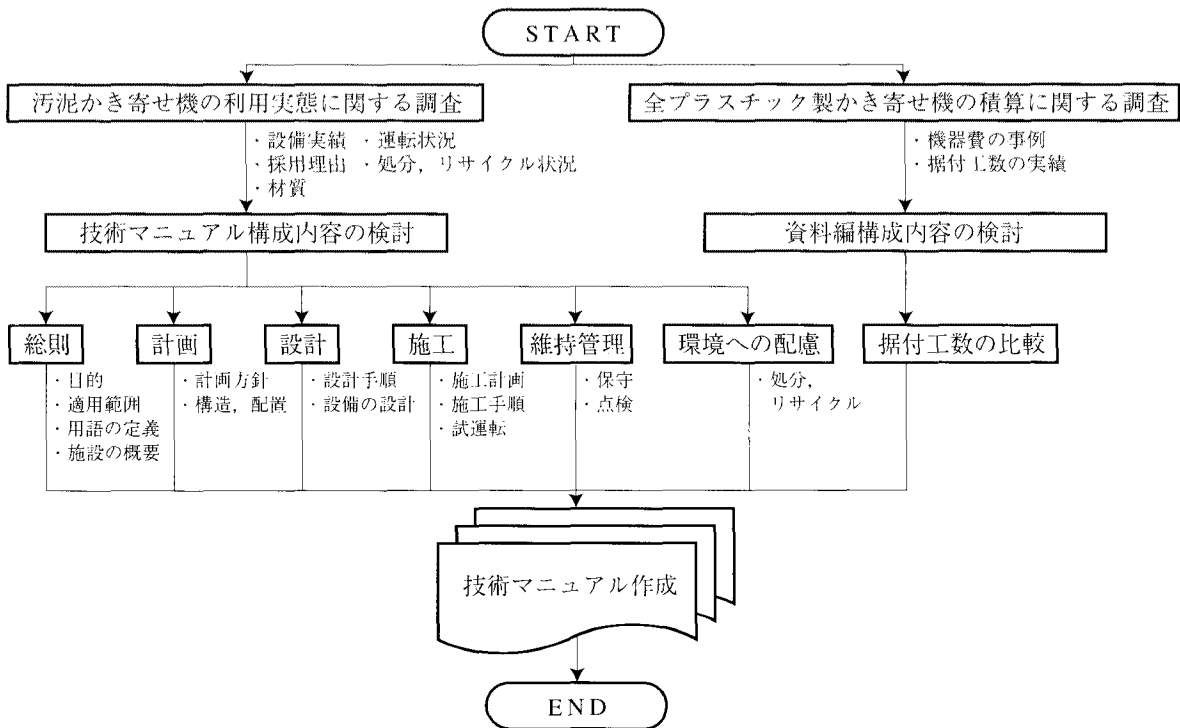 START
汚泥かき寄せ機の利用実態に関する調査
・設備実績 ・運転状況
・採用理由 ・処分，リサイクル状況
・材質
全プラスチック製かき寄せ機の積算に関する調査
・機器費の事例
・据付工数の実績
技術マニュアル構成内容の検討
資料編構成内容の検討
総則
・目的
・適用範囲
・用語の定義
・施設の概要
計画
・計画方針
・構造，配置
設計
・設計手順
・設備の設計
施工
・施工計画
・施工手順
・試運転
維持管理
・保守
・点検
環境への配慮
・処分，
リサイクル
据付工数の比較
技術マニュアル作成
END